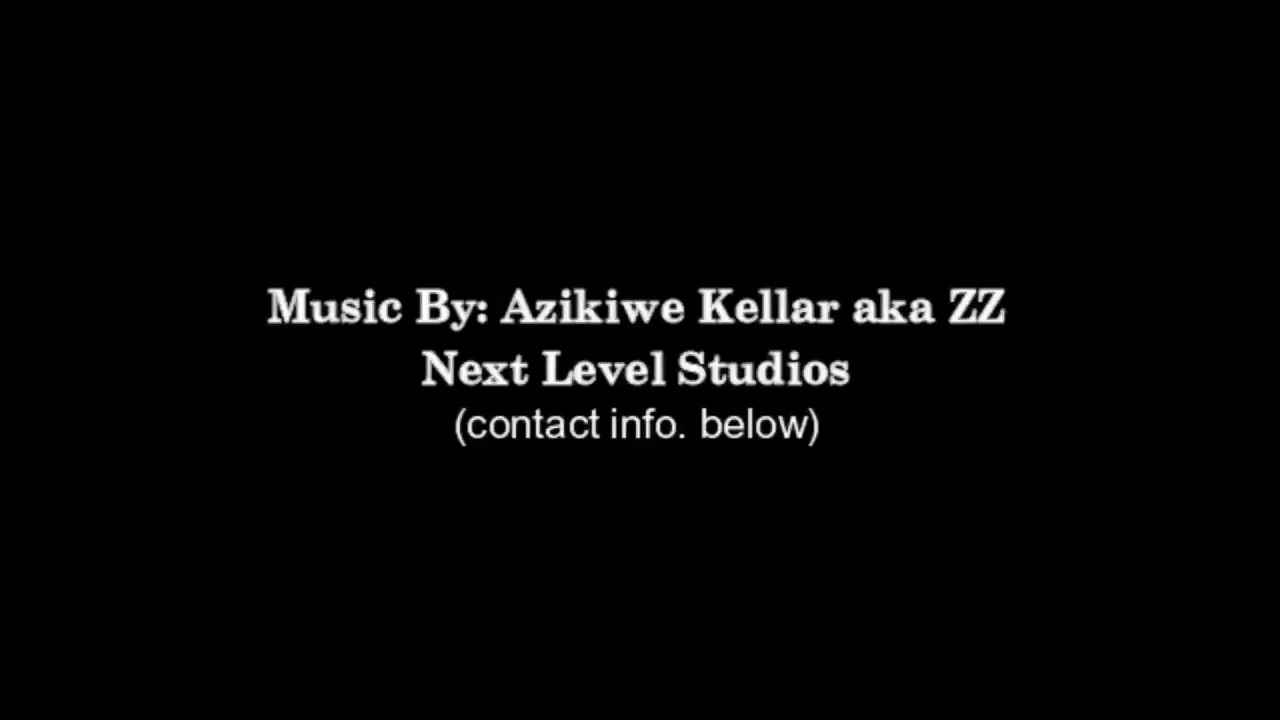 Music By: Azikiwe Kellar aka ZZ
Next Level Studios
(contact info. below)